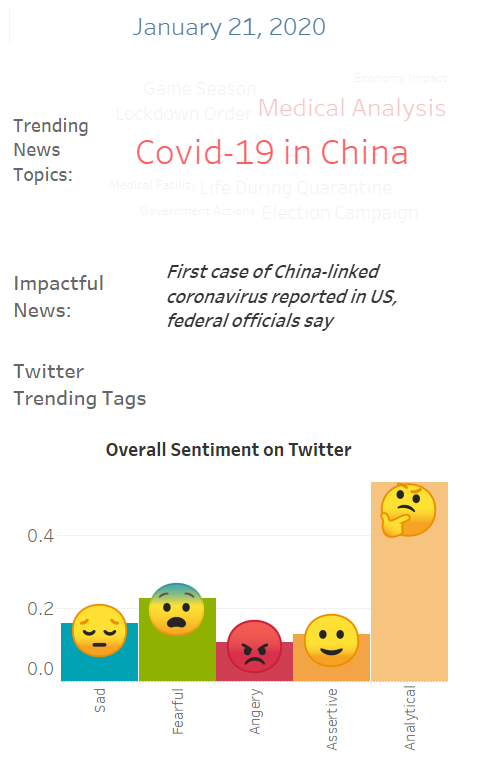 January 21, 2020
Economy Impact
Game Season
Lockdown Order Medical Analysis
Trending
News
Topics:
Covid-19 in China
Medical Facility Life During Quarantine
Government Actions Election Campaign
Impactful
News:
First case of China-linked
coronavirus reported in US,
federal officials say
Twitter
Trending Tags
Overall Sentiment on Twitter
0.4
0.2
0.0
Sad
Fearful
Angery
Assertive
Analytical